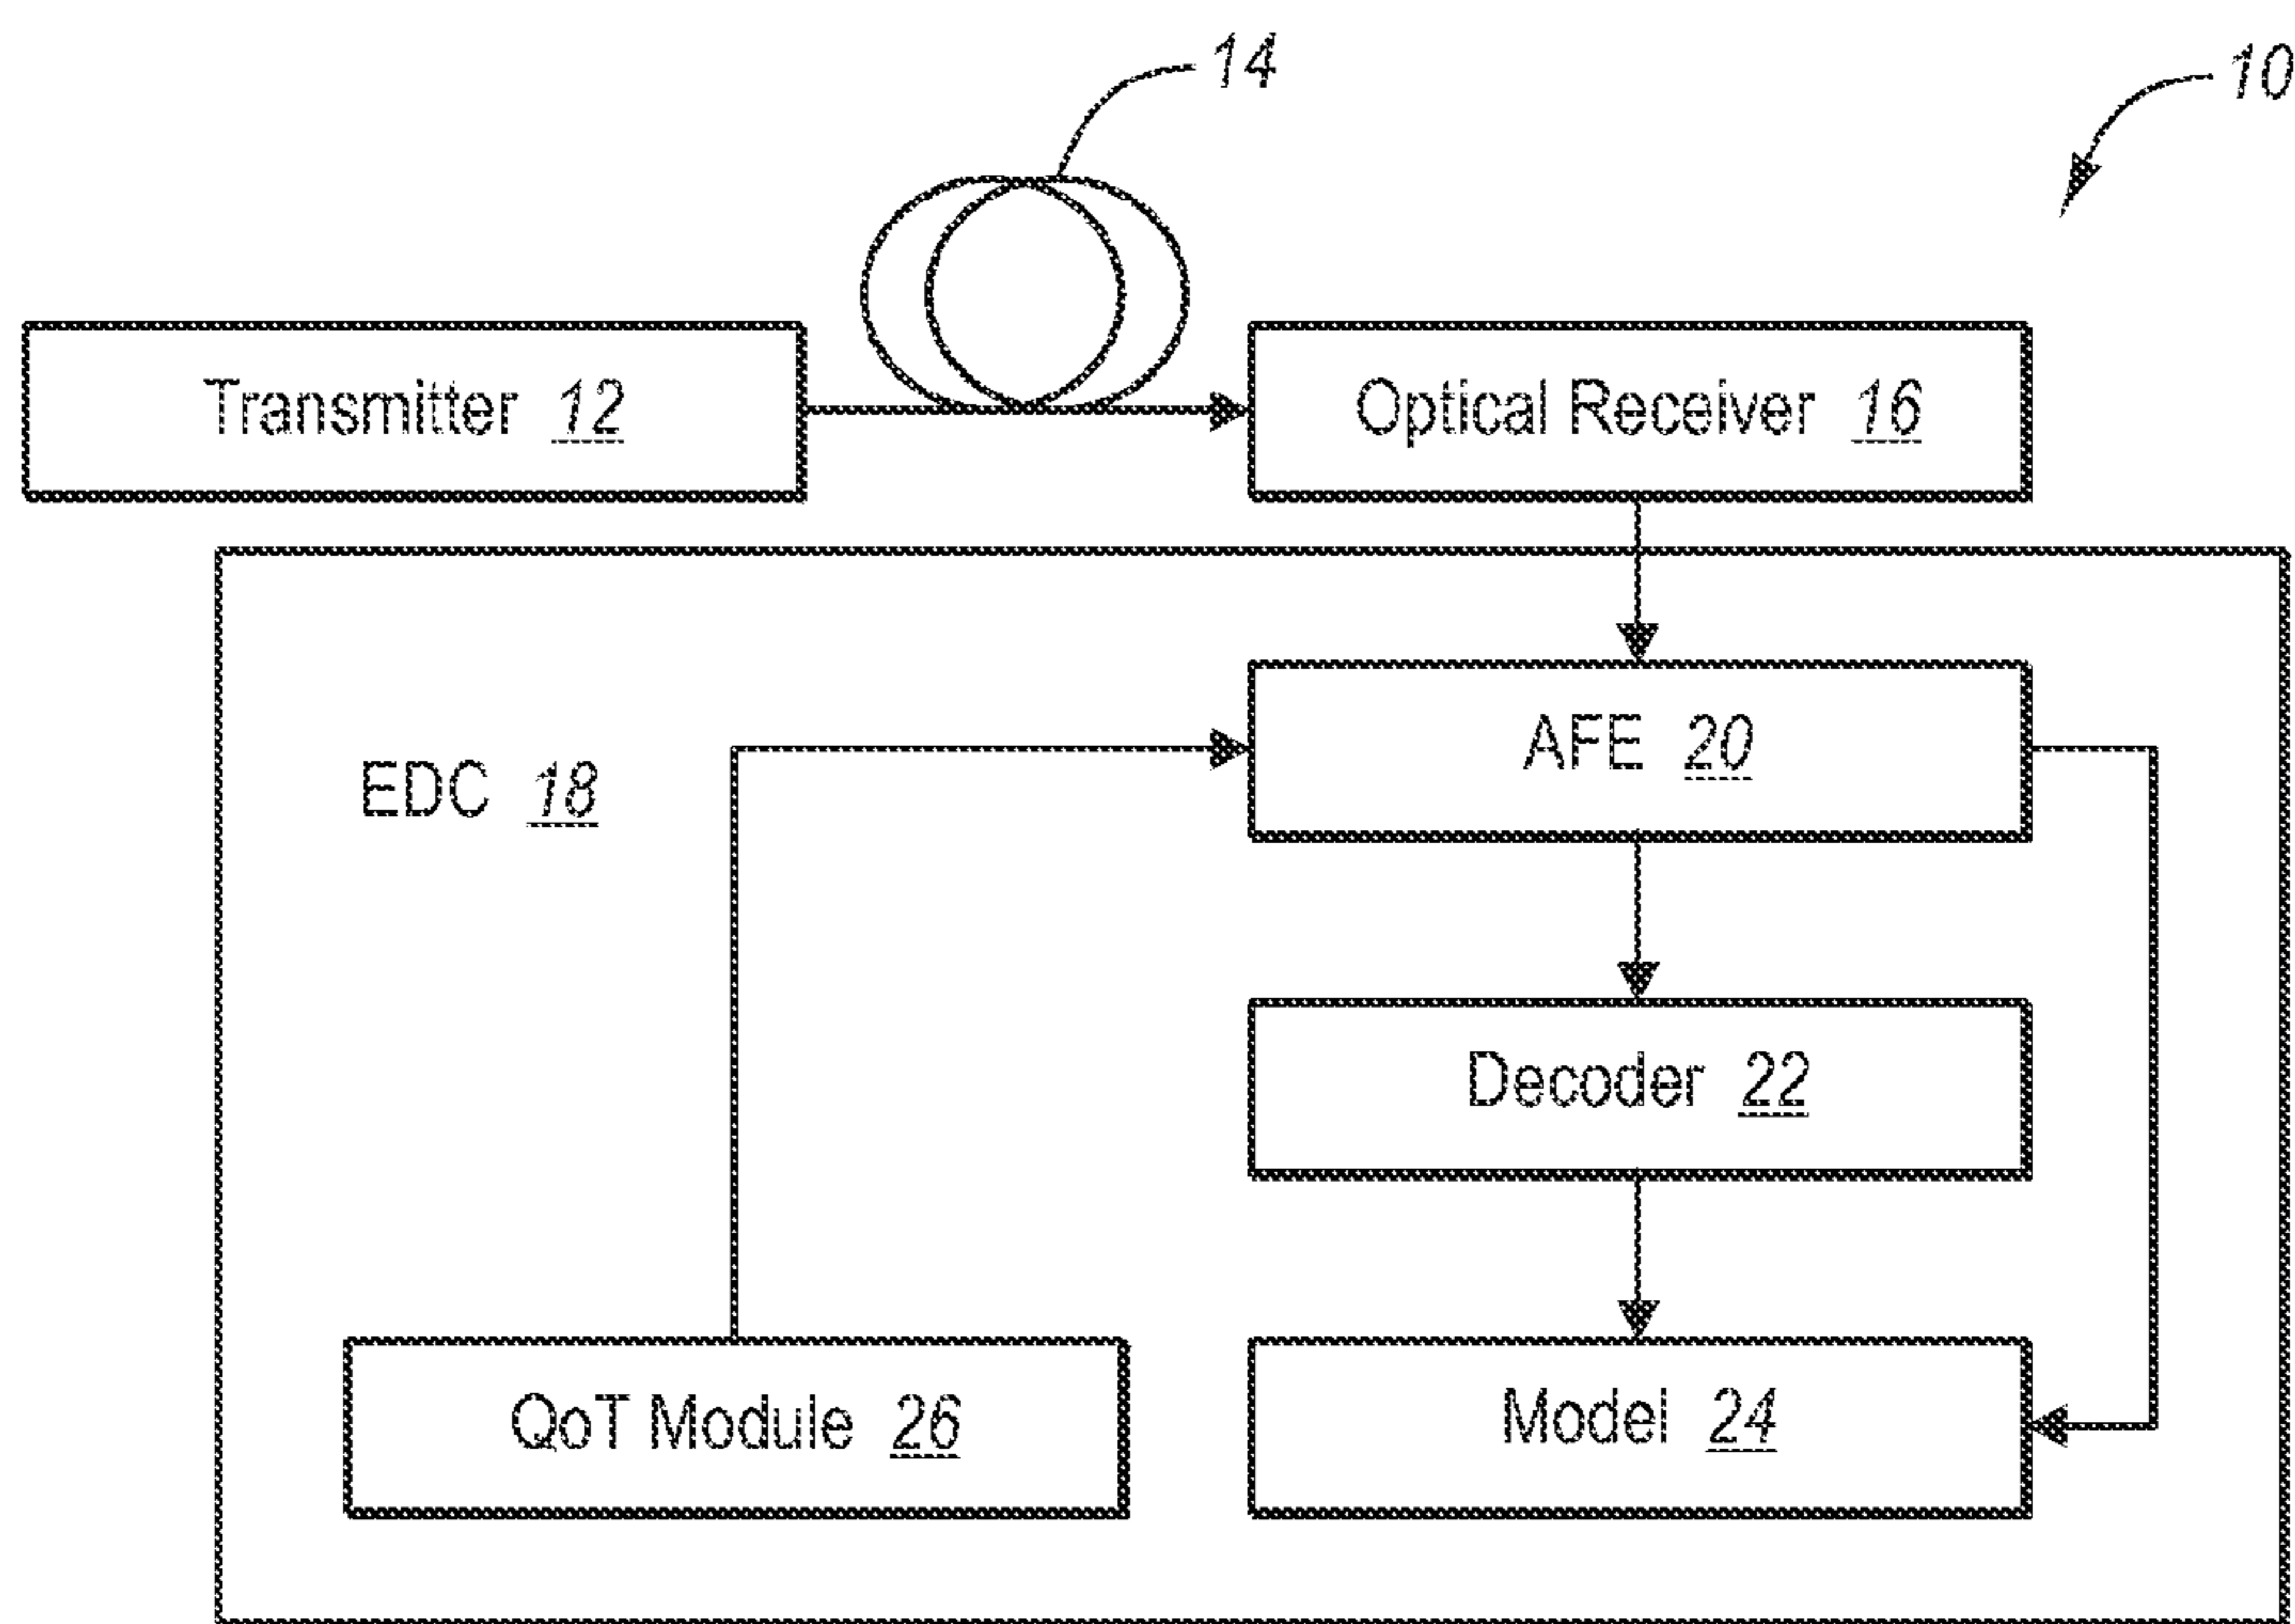 14
10
Transmitter 12
Optical Receiver 16
AFE 20
EDC 18
Decoder 22
QoT Module 26
Model 24